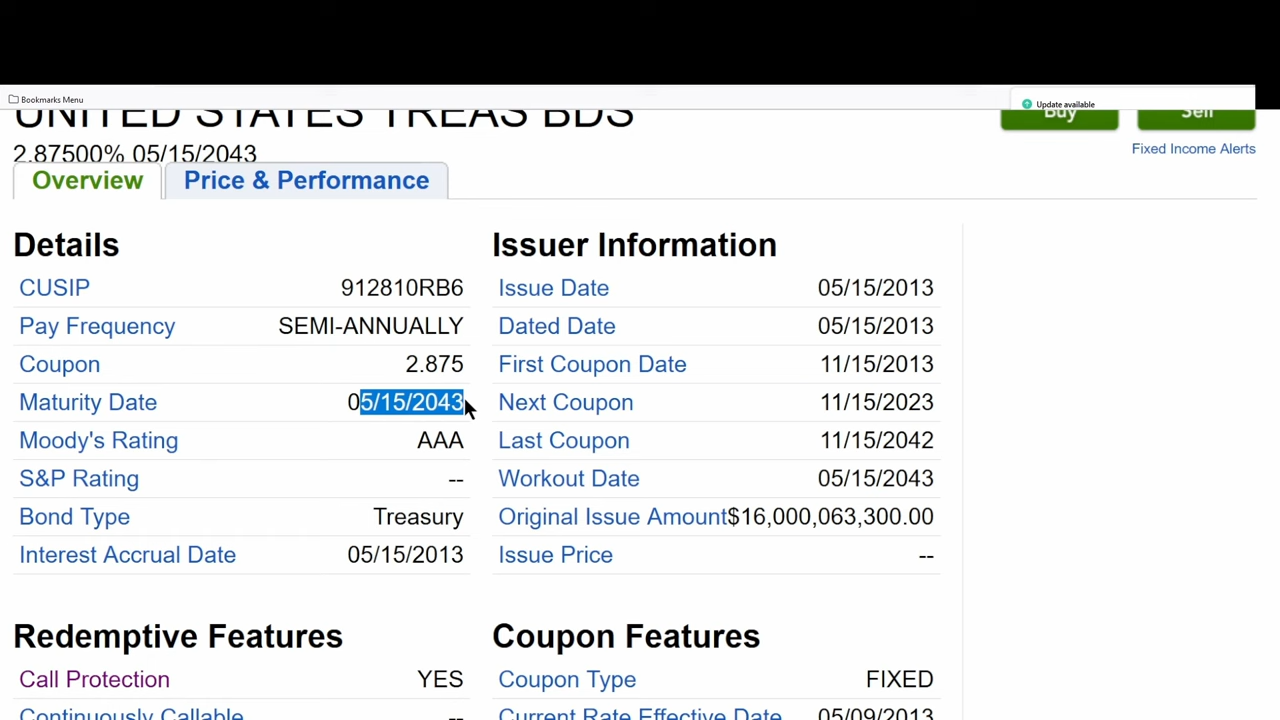 Bookmarks Menu
Update available
UNITED STATES TREAS BDS
Buy
Sell
2.87500% 05/15/2043
Fixed Income Alerts
Overview
Price & Performance
Details
CUSIP 912810RB6
Pay Frequency SEMI-ANNUALLY
Coupon 2.875
Maturity Date 05/15/2043
Moody's Rating AAA
S&P Rating --
Bond Type Treasury
Interest Accrual Date 05/15/2013
Issuer Information
Issue Date 05/15/2013
Dated Date 05/15/2013
First Coupon Date 11/15/2013
Next Coupon 11/15/2023
Last Coupon 11/15/2042
Workout Date 05/15/2043
Original Issue Amount $16,000,063,300.00
Issue Price --
Redemptive Features
Call Protection YES
Continuously Callable --
Coupon Features
Coupon Type FIXED
Current Rate Effective Date 05/09/2013